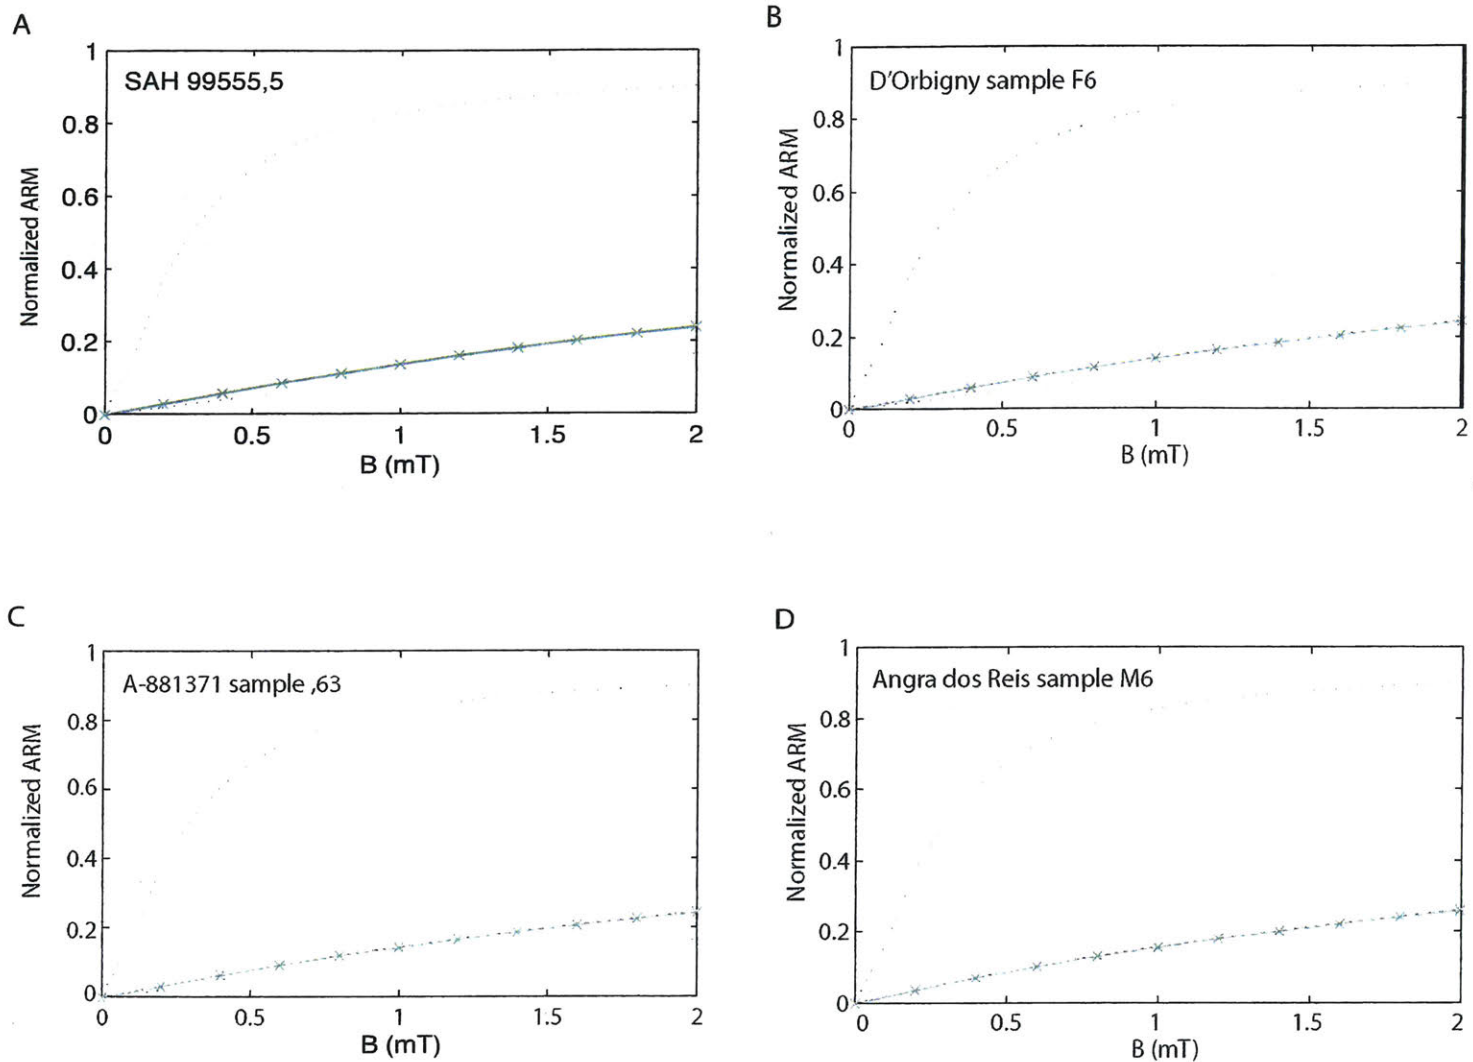 A
SAH 99555,5
Normalized ARM
1
0.8
0.6
0.4
0.2
0
0 0.5 1 1.5 2
B (mT)
B
D'Orbigny sample F6
Normalized ARM
1
0.8
0.6
0.4
0.2
0
0 0.5 1 1.5 2
B (mT)
C
A-881371 sample ,63
Normalized ARM
1
0.8
0.6
0.4
0.2
0
0 0.5 1 1.5 2
B (mT)
D
Angra dos Reis sample M6
Normalized ARM
1
0.8
0.6
0.4
0.2
0
0 0.5 1 1.5 2
B (mT)